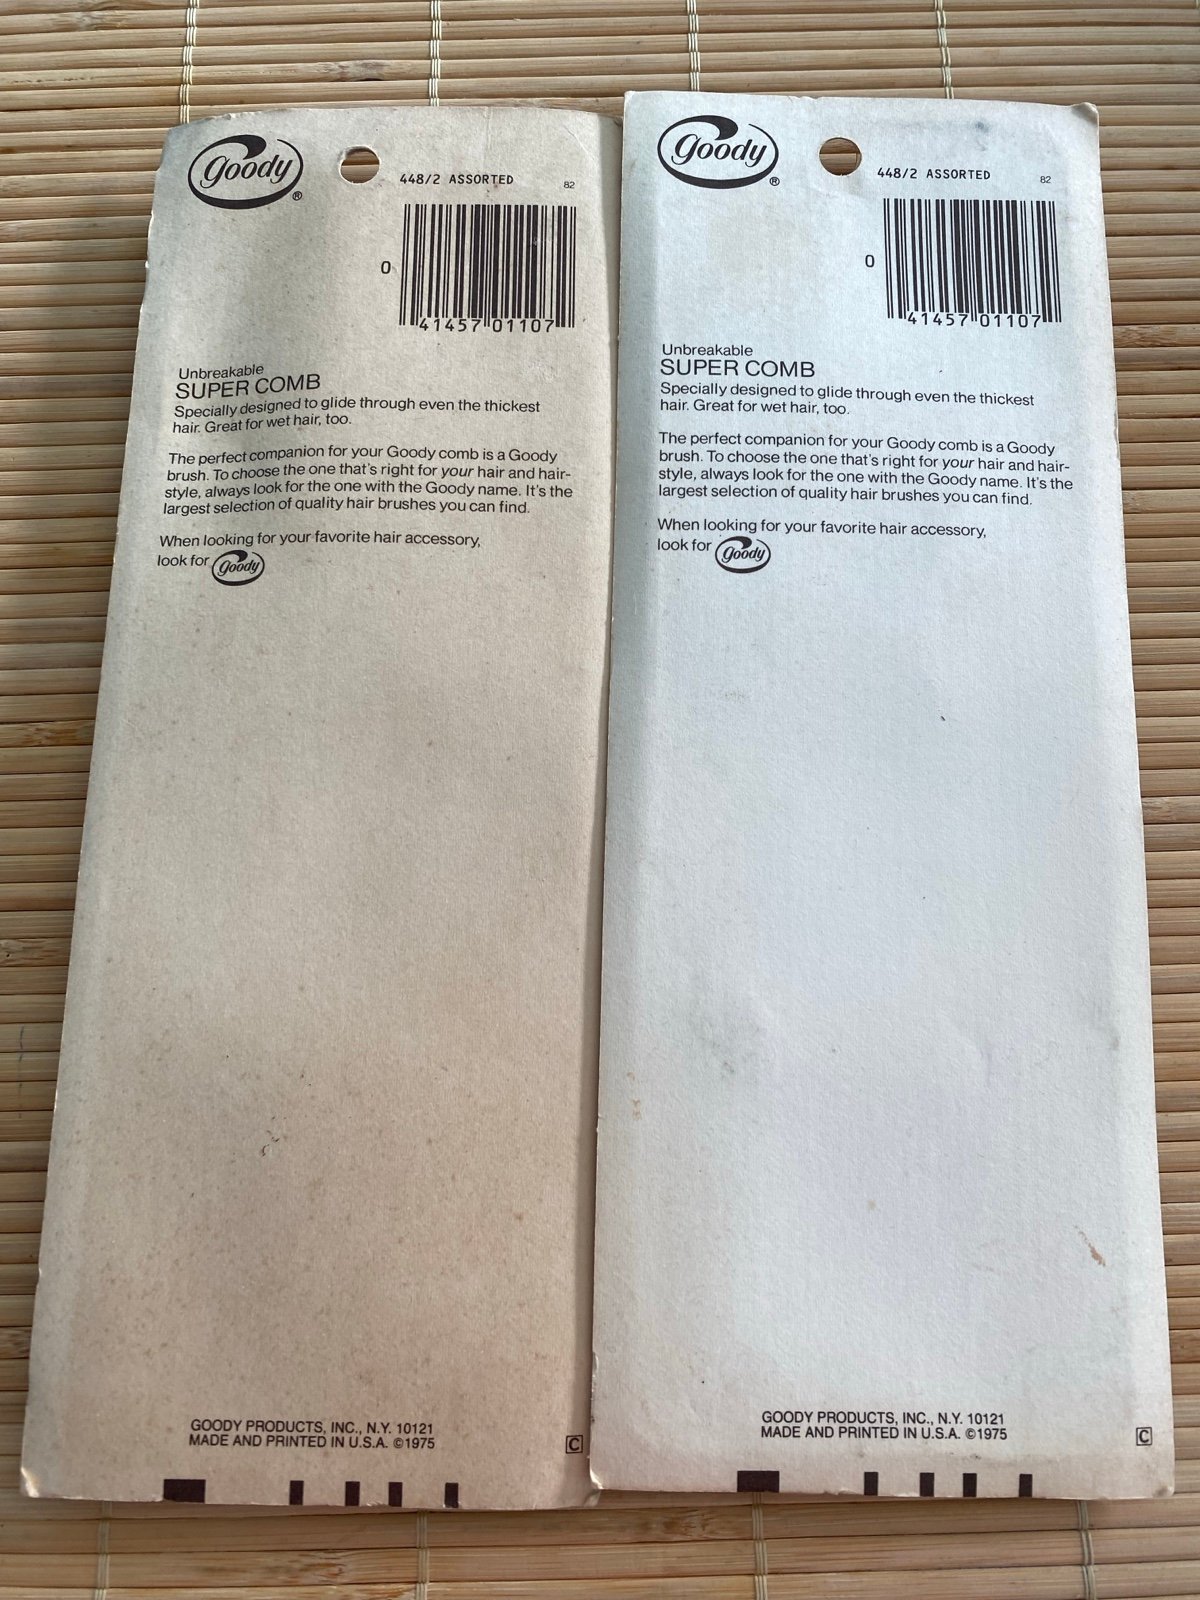 goody
®
448/2 ASSORTED
82
0
41457 01107
Unbreakable
SUPER COMB
Specially designed to glide through even the thickest
hair. Great for wet hair, too.
The perfect companion for your Goody comb is a Goody
brush. To choose the one that's right for your hair and hair-
style, always look for the one with the Goody name. It's the
largest selection of quality hair brushes you can find.
When looking for your favorite hair accessory,
look for goody
GOODY PRODUCTS, INC., N.Y. 10121
MADE AND PRINTED IN U.S.A. ©1975
C
goody
®
448/2 ASSORTED
82
0
41457 01107
Unbreakable
SUPER COMB
Specially designed to glide through even the thickest
hair. Great for wet hair, too.
The perfect companion for your Goody comb is a Goody
brush. To choose the one that's right for your hair and hair-
style, always look for the one with the Goody name. It's the
largest selection of quality hair brushes you can find.
When looking for your favorite hair accessory,
look for goody
GOODY PRODUCTS, INC., N.Y. 10121
MADE AND PRINTED IN U.S.A. ©1975
C